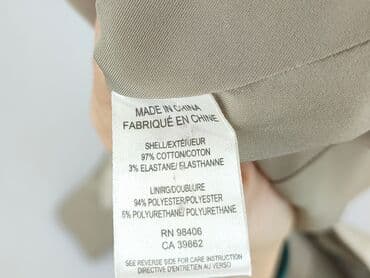 MADE IN CHINA
FABRIQUÉ EN CHINE
SHELL/EXTÉRIEUR
97% COTTON/COTON
3% ELASTANE/ ELASTHANNE
LINING/DOUBLURE
94% POLYESTER/POLYESTER
6% POLYURETHANE/ POLYURETHANE
RN 98406
CA 39862
SEE REVERSE SIDE FOR CARE INSTRUCTION
DIRECTIVE D'ENTRETIEN AU VERSO